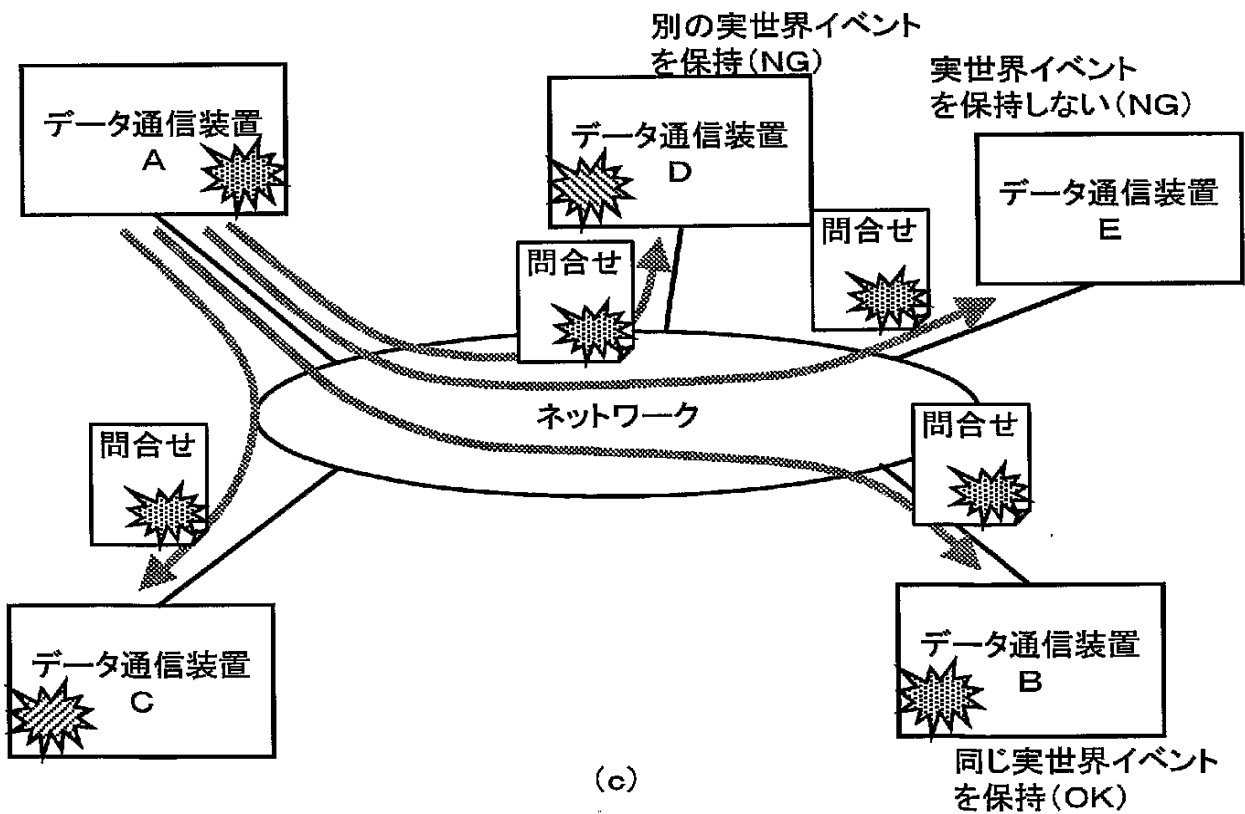 別の実世界イベント
を保持(NG)
実世界イベント
を保持しない(NG)
データ通信装置
A
データ通信装置
D
データ通信装置
E
問合せ
問合せ
ネットワーク
問合せ
問合せ
データ通信装置
C
データ通信装置
B
同じ実世界イベント
を保持(OK)
(c)